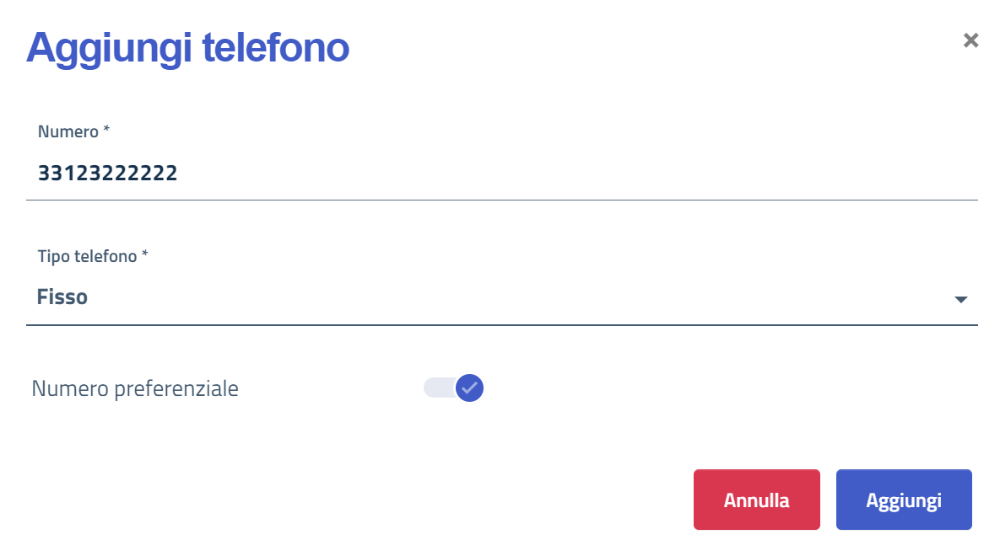 Aggiungi telefono
Numero *
33123222222
Tipo telefono *
Fisso
Numero preferenziale
Annulla
Aggiungi